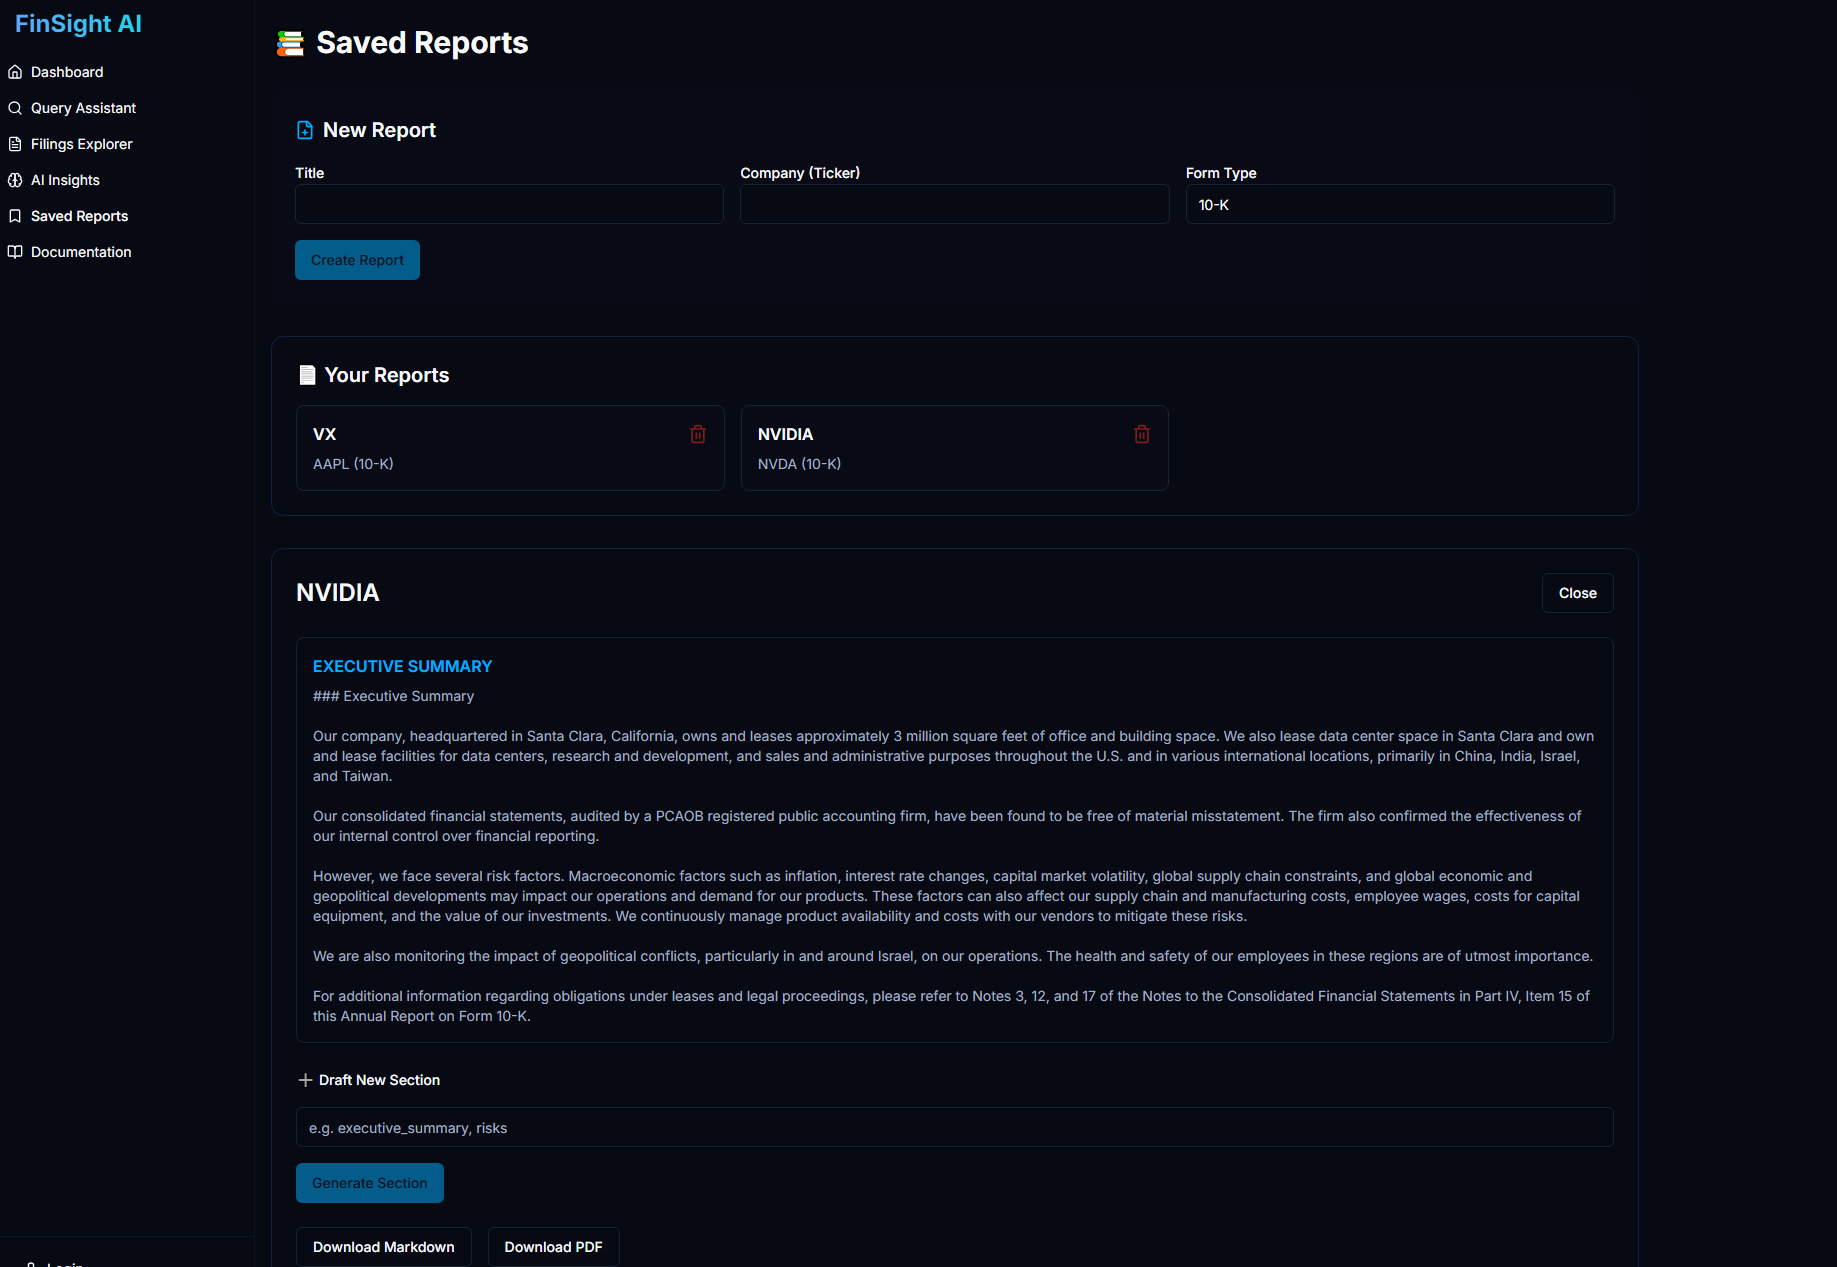 FinSight AI
Dashboard
Query Assistant
Filings Explorer
AI Insights
Saved Reports
Documentation
Login
Saved Reports
New Report
Title
Company (Ticker)
Form Type
10-K
Create Report
Your Reports
VX
AAPL (10-K)
NVIDIA
NVDA (10-K)
NVIDIA
Close
EXECUTIVE SUMMARY
### Executive Summary
Our company, headquartered in Santa Clara, California, owns and leases approximately 3 million square feet of office and building space. We also lease data center space in Santa Clara and own
and lease facilities for data centers, research and development, and sales and administrative purposes throughout the U.S. and in various international locations, primarily in China, India, Israel,
and Taiwan.
Our consolidated financial statements, audited by a PCAOB registered public accounting firm, have been found to be free of material misstatement. The firm also confirmed the effectiveness of
our internal control over financial reporting.
However, we face several risk factors. Macroeconomic factors such as inflation, interest rate changes, capital market volatility, global supply chain constraints, and global economic and
geopolitical developments may impact our operations and demand for our products. These factors can also affect our supply chain and manufacturing costs, employee wages, costs for capital
equipment, and the value of our investments. We continuously manage product availability and costs with our vendors to mitigate these risks.
We are also monitoring the impact of geopolitical conflicts, particularly in and around Israel, on our operations. The health and safety of our employees in these regions are of utmost importance.
For additional information regarding obligations under leases and legal proceedings, please refer to Notes 3, 12, and 17 of the Notes to the Consolidated Financial Statements in Part IV, Item 15 of
this Annual Report on Form 10-K.
Draft New Section
e.g. executive_summary, risks
Generate Section
Download Markdown
Download PDF